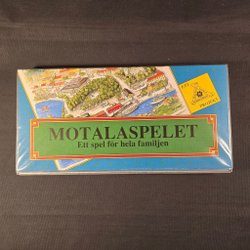 MOTALASPELET
Ett spel för hela familjen